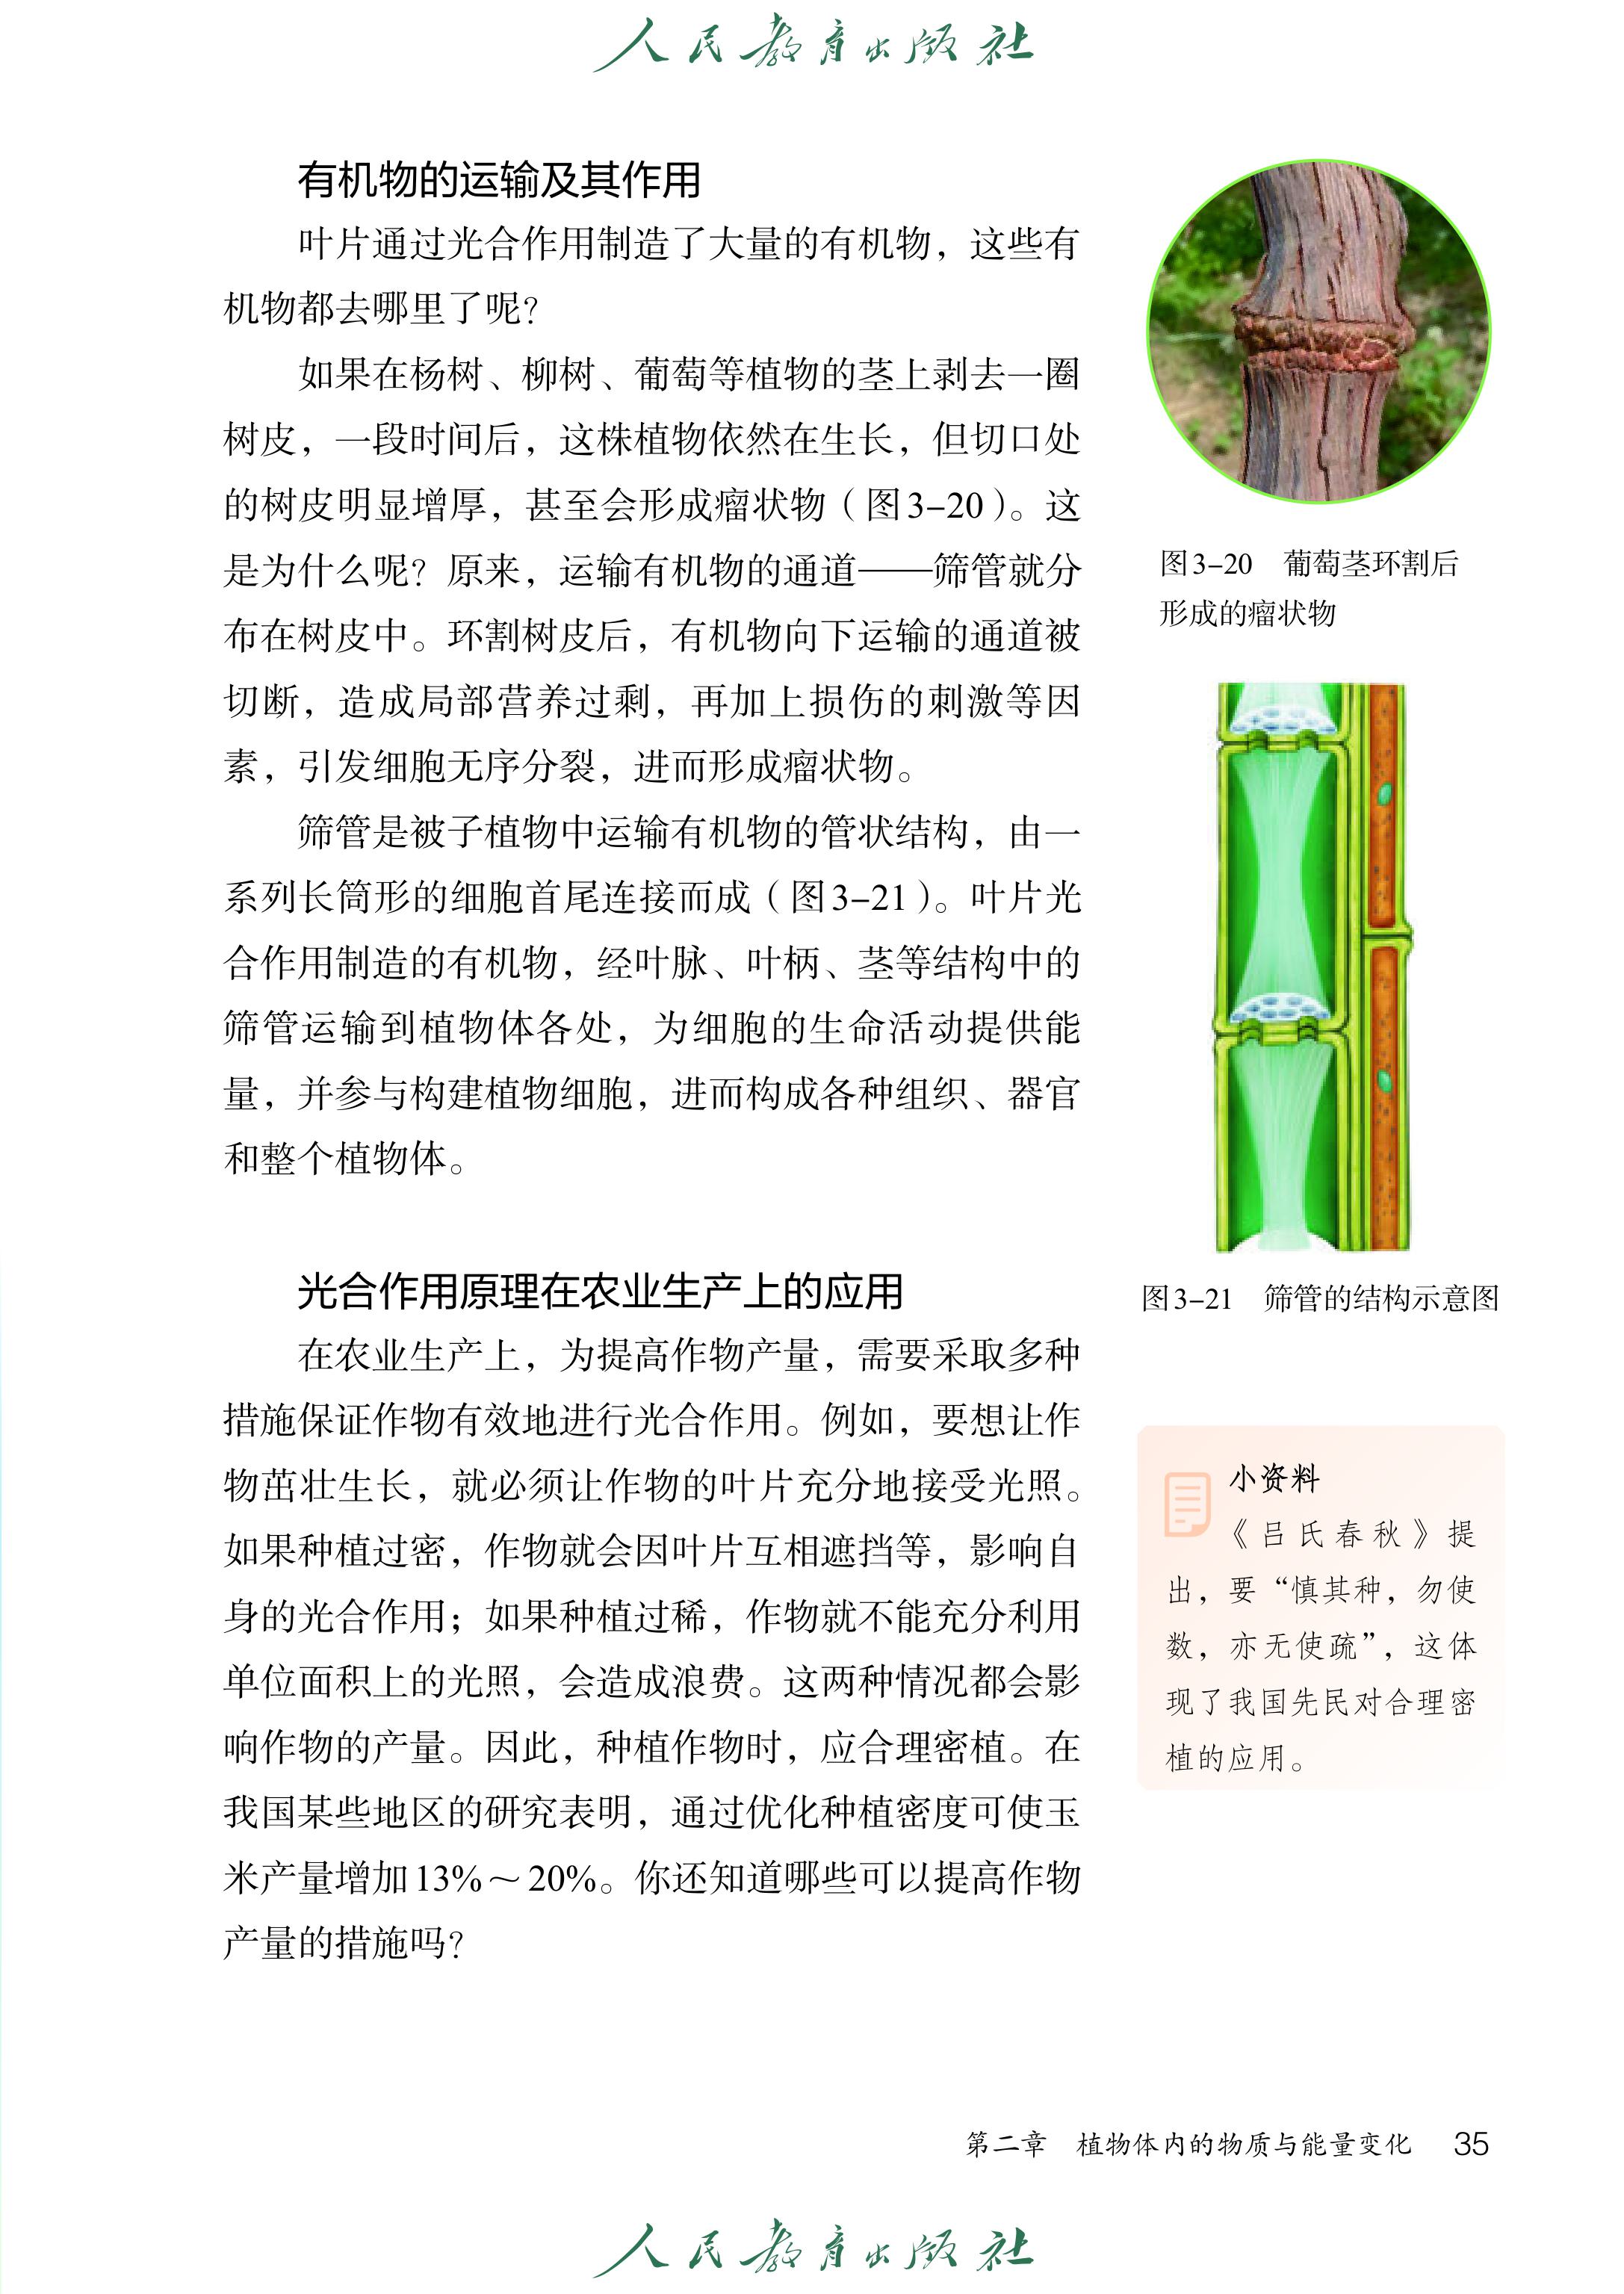 人民教育出版社
有机物的运输及其作用
叶片通过光合作用制造了大量的有机物，这些有
机物都去哪里了呢？
如果在杨树、柳树、葡萄等植物的茎上剥去一圈
树皮，一段时间后，这株植物依然在生长，但切口处
的树皮明显增厚，甚至会形成瘤状物（图3-20）。这
是为什么呢？原来，运输有机物的通道——筛管就分
布在树皮中。环割树皮后，有机物向下运输的通道被
切断，造成局部营养过剩，再加上损伤的刺激等因
素，引发细胞无序分裂，进而形成瘤状物。
筛管是被子植物中运输有机物的管状结构，由一
系列长筒形的细胞首尾连接而成（图3-21）。叶片光
合作用制造的有机物，经叶脉、叶柄、茎等结构中的
筛管运输到植物体各处，为细胞的生命活动提供能
量，并参与构建植物细胞，进而构成各种组织、器官
和整个植物体。
图3-20 葡萄茎环割后
形成的瘤状物
图3-21 筛管的结构示意图
光合作用原理在农业生产上的应用
在农业生产上，为提高作物产量，需要采取多种
措施保证作物有效地进行光合作用。例如，要想让作
物茁壮生长，就必须让作物的叶片充分地接受光照。
如果种植过密，作物就会因叶片互相遮挡等，影响自
身的光合作用；如果种植过稀，作物就不能充分利用
单位面积上的光照，会造成浪费。这两种情况都会影
响作物的产量。因此，种植作物时，应合理密植。在
我国某些地区的研究表明，通过优化种植密度可使玉
米产量增加13%～20%。你还知道哪些可以提高作物
产量的措施吗？
小资料
《吕氏春秋》提
出，要“慎其种，勿使
数，亦无使疏”，这体
现了我国先民对合理密
植的应用。
第二章 植物体内的物质与能量变化 35
人民教育出版社